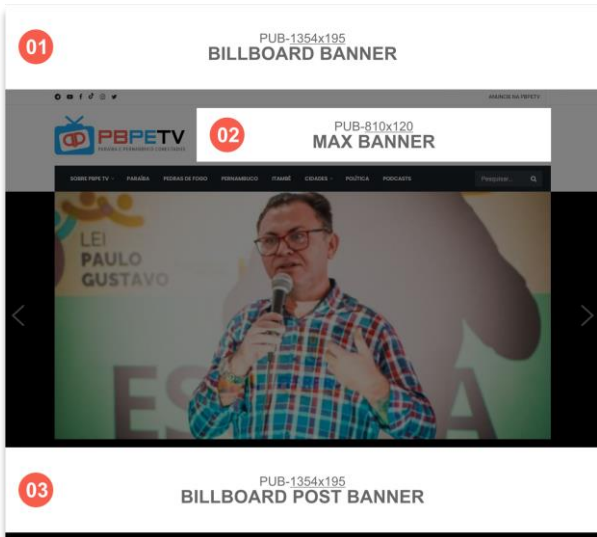 01
PUB-1354x195
BILLBOARD BANNER
ANUNCIE NA PBPETV
PBPETV
PARAÍBA E PERNAMBUCO CONECTADOS
02
PUB-810x120
MAX BANNER
SOBRE PBPE TV PARAÍBA PEDRAS DE FOGO PERNAMBUCO ITAMBÉ CIDADES POLÍTICA PODCASTS Pesquisar...
LEI
PAULO
GUSTAVO
03
PUB-1354x195
BILLBOARD POST BANNER